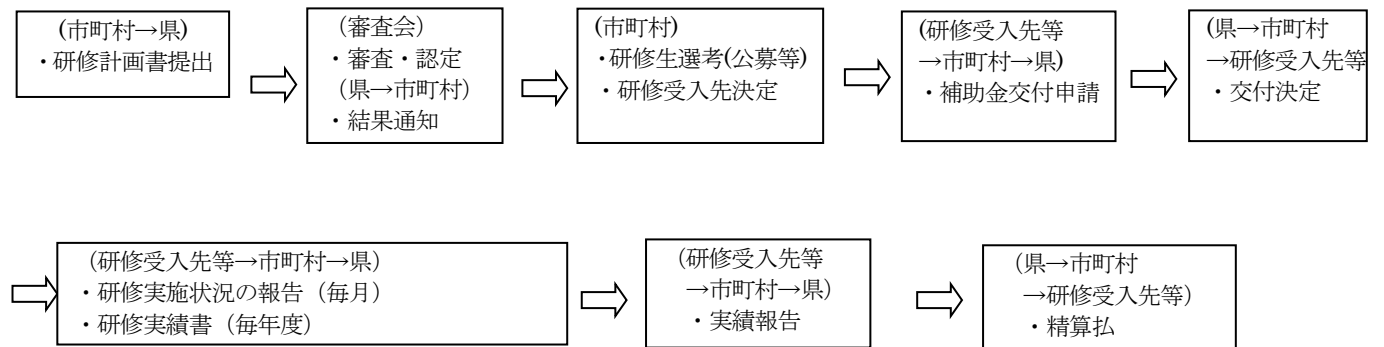 (市町村→県)
・研修計画書提出
(審査会)
・審査・認定
(県→市町村)
・結果通知
(市町村)
・研修生選考(公募等)
・研修受入先決定
(研修受入先等
→市町村→県)
・補助金交付申請
(県→市町村
→研修受入先等
・交付決定
(研修受入先等→市町村→県)
・研修実施状況の報告(毎月)
・研修実績書(毎年度)
(研修受入先等
→市町村→県)
・実績報告
(県→市町村
→研修受入先等)
・精算払